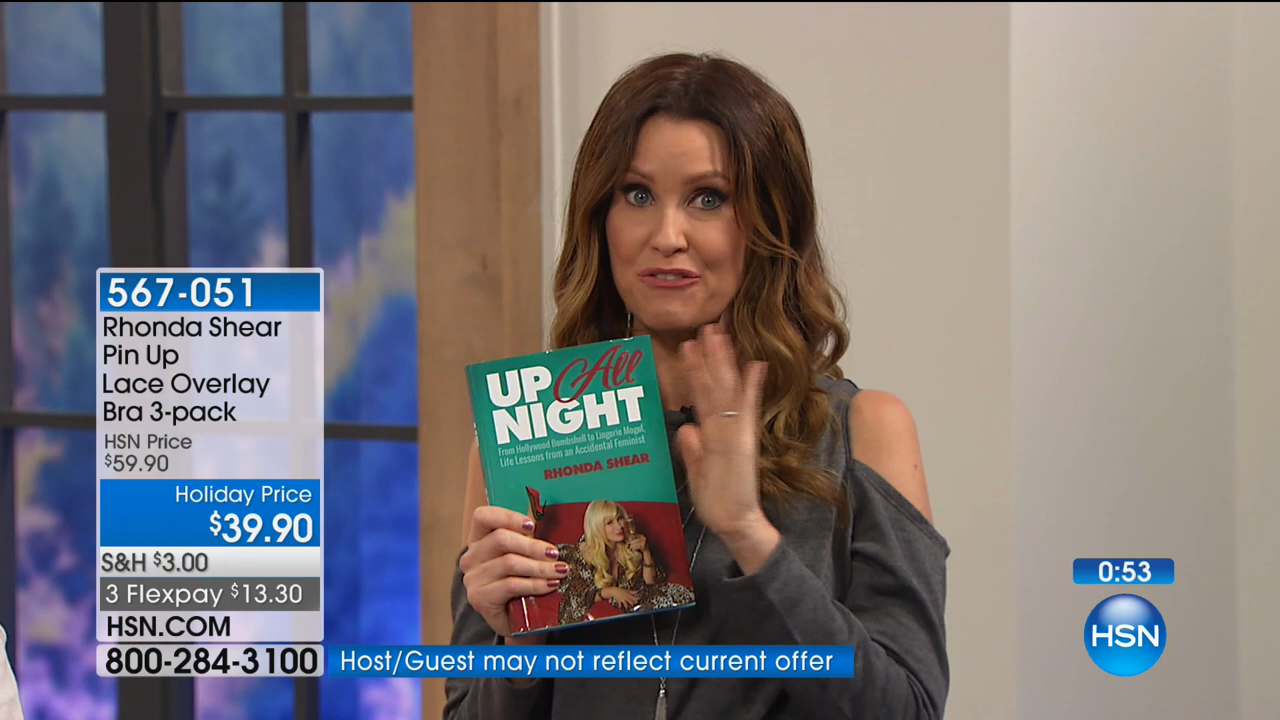 567-051
Rhonda Shear
Pin Up
Lace Overlay
Bra 3-pack
HSN Price
$59.90
Holiday Price
$39.90
S&H $3.00
3 Flexpay $13.30
HSN.COM
800-284-3100
Host/Guest may not reflect current offer
UP All
NIGHT
From Hollywood Bombshell to Lingerie Mogul,
Life Lessons from an Accidental Feminist
RHONDA SHEAR
0:53
HSN